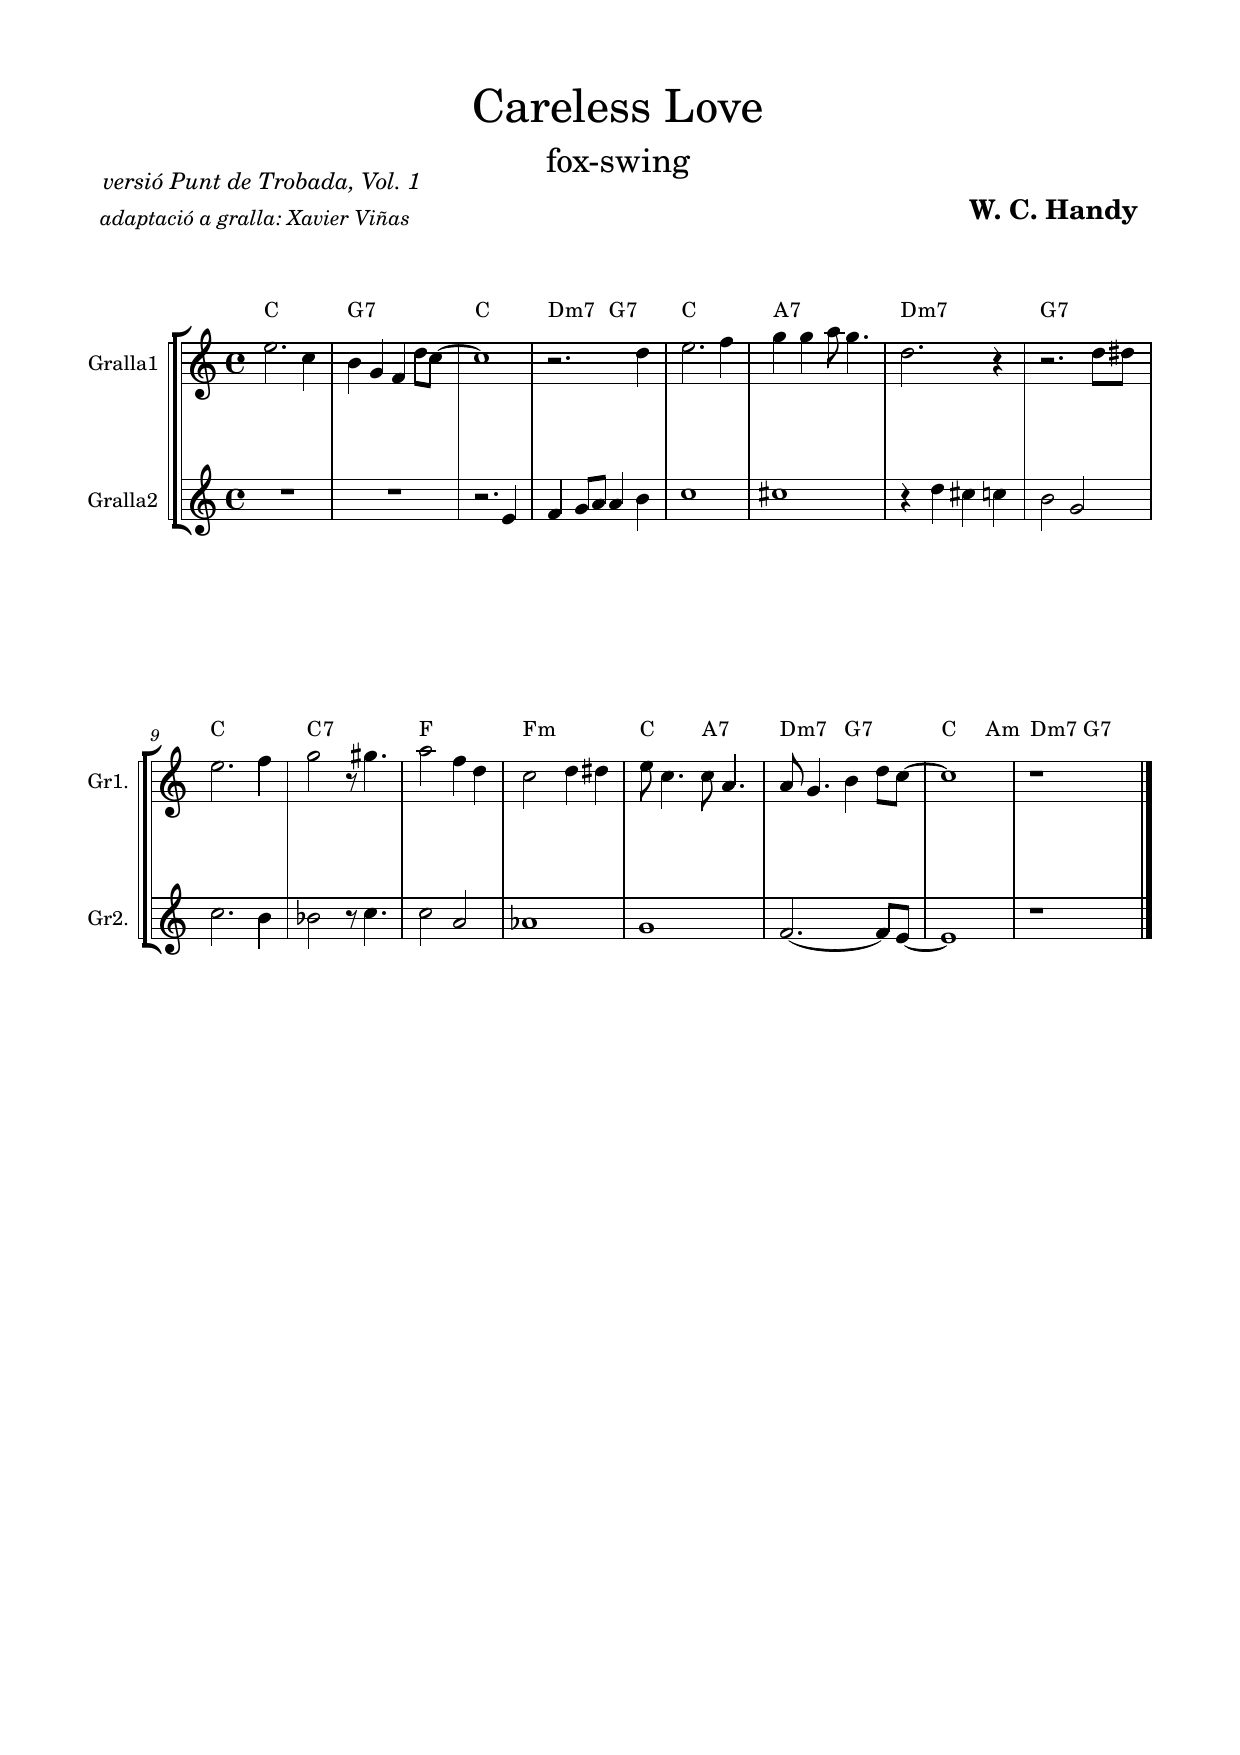 Careless Love
fox-swing
versió Punt de Trobada, Vol. 1
adaptació a gralla: Xavier Viñas
W. C. Handy
C G7 C Dm7 G7 C A7 Dm7 G7
Gralla1
Gralla2
9 C C7 F Fm C A7 Dm7 G7 C Am Dm7 G7
Gr1.
Gr2.